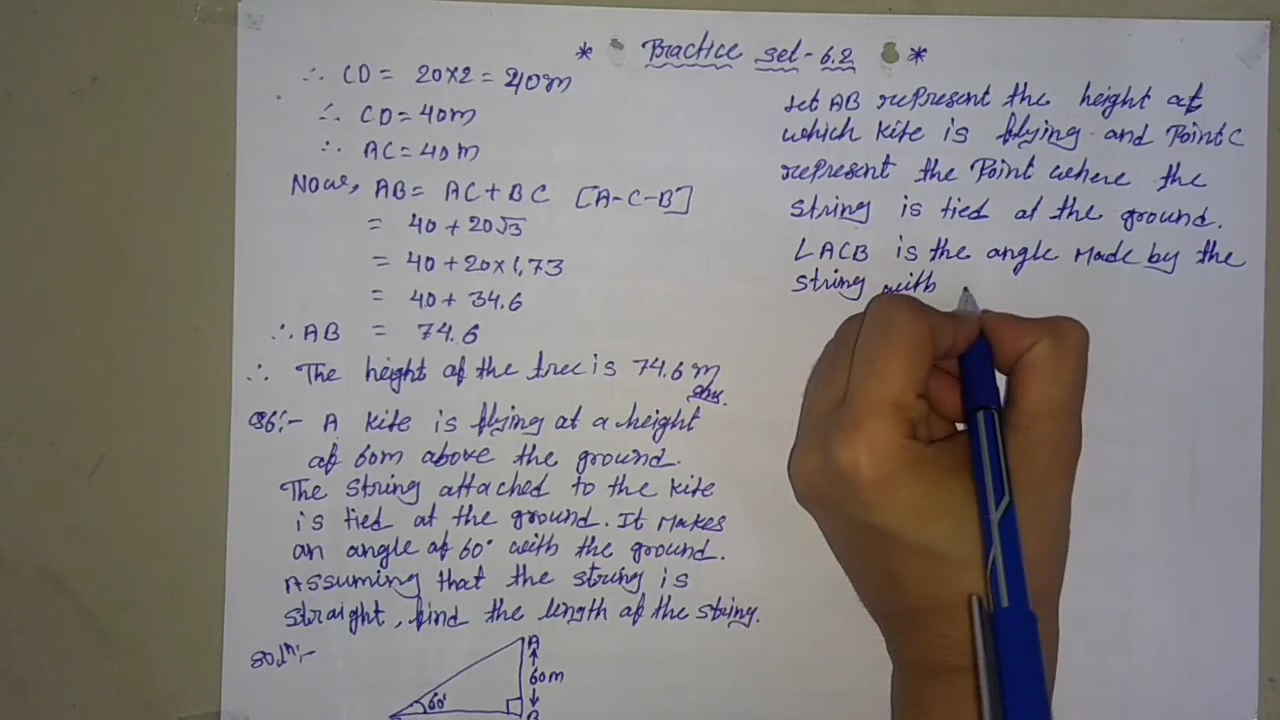 * Practice set - 6.2 *
∴ CD = 20×2 = 40m
∴ CD = 40m
∴ AC = 40m
Now, AB = AC + BC [A-C-B]
= 40 + 20√3
= 40 + 20×1.73
= 40 + 34.6
∴ AB = 74.6
∴ The height of the tree is 74.6 m
Ans.
Q6:- A kite is flying at a height
of 60m above the ground.
The string attached to the kite
is tied at the ground. It makes
an angle of 60° with the ground.
Assuming that the string is
straight, find the length of the string.
Soln:-
A
60m
60°
B
Let AB represent the height at
which kite is flying and Point C
represent the Point where the
string is tied at the ground.
∠ACB is the angle made by the
string with